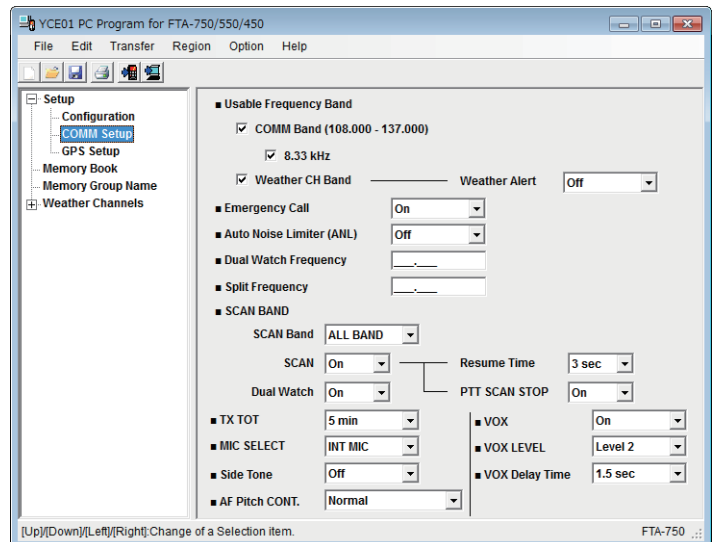 YCE01 PC Program for FTA-750/550/450
File Edit Transfer Region Option Help
Setup
Configuration
COMM Setup
GPS Setup
Memory Book
Memory Group Name
Weather Channels
■ Usable Frequency Band
COMM Band (108.000 - 137.000)
8.33 kHz
Weather CH Band Weather Alert Off
■ Emergency Call On
■ Auto Noise Limiter (ANL) Off
■ Dual Watch Frequency ___.___
■ Split Frequency ___.___
■ SCAN BAND
SCAN Band ALL BAND
SCAN On Resume Time 3 sec
Dual Watch On PTT SCAN STOP On
■ TX TOT 5 min ■ VOX On
■ MIC SELECT INT MIC ■ VOX LEVEL Level 2
■ Side Tone Off ■ VOX Delay Time 1.5 sec
■ AF Pitch CONT. Normal
[Up]/[Down]/[Left]/[Right]:Change of a Selection item. FTA-750